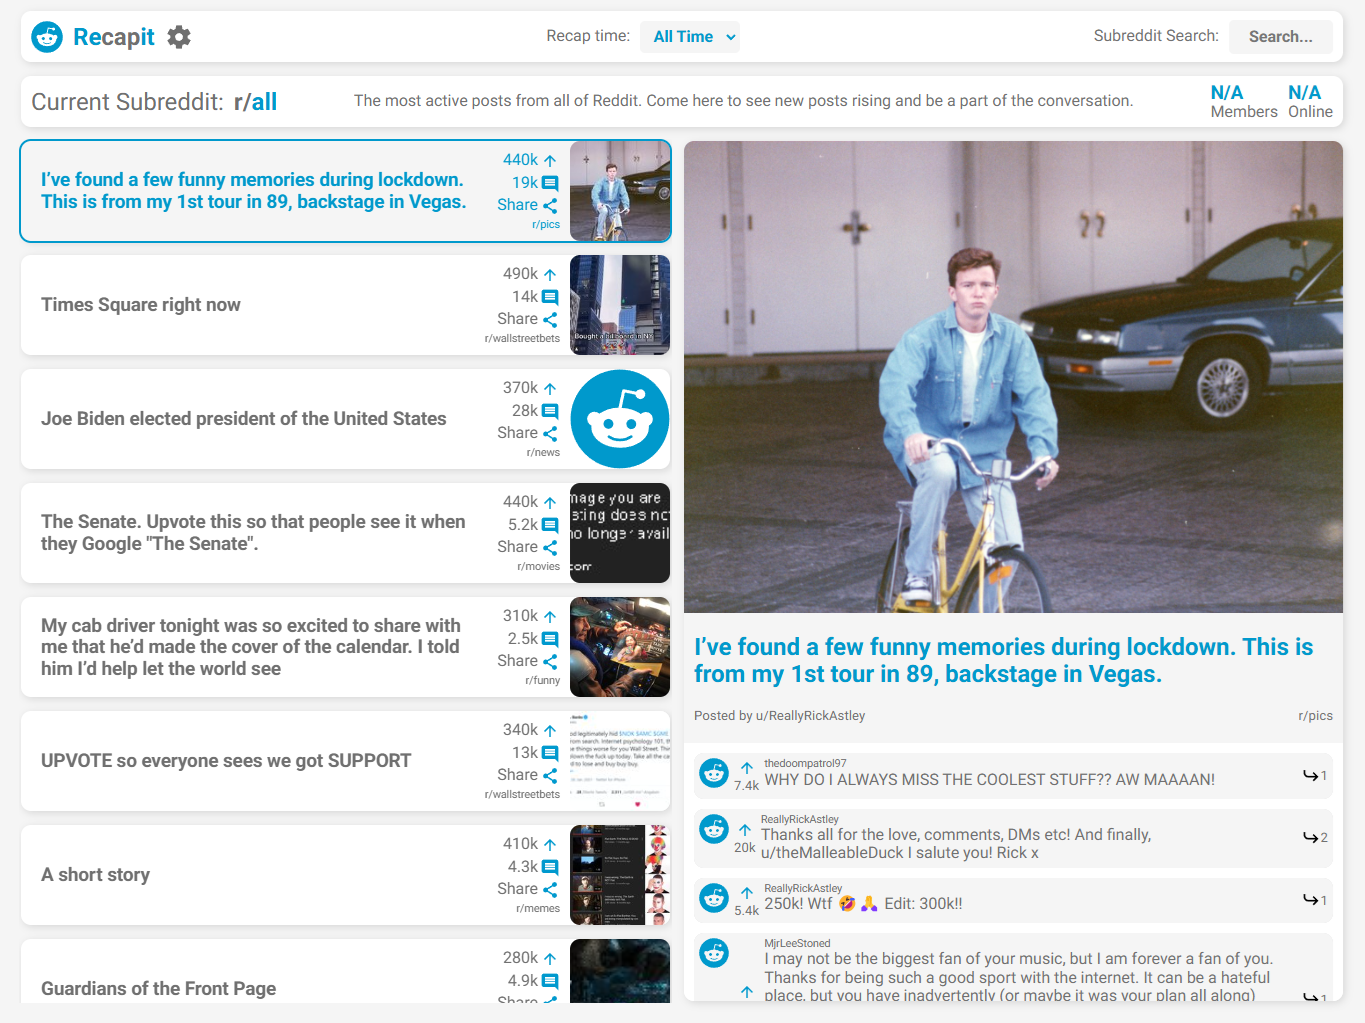 Recapit
Recap time:
All Time
Subreddit Search:
Search...
Current Subreddit: r/all
The most active posts from all of Reddit. Come here to see new posts rising and be a part of the conversation.
N/A
Members
N/A
Online
I've found a few funny memories during lockdown.
This is from my 1st tour in 89, backstage in Vegas.
440k
19k
Share
r/pics
Times Square right now
490k
14k
Share
r/wallstreetbets
Joe Biden elected president of the United States
370k
28k
Share
r/news
The Senate. Upvote this so that people see it when
they Google "The Senate".
440k
5.2k
Share
r/movies
mage you are
sting does not
no longer avail
com
My cab driver tonight was so excited to share with
me that he'd made the cover of the calendar. I told
him I'd help let the world see
310k
2.5k
Share
r/funny
UPVOTE so everyone sees we got SUPPORT
340k
13k
Share
r/wallstreetbets
A short story
410k
4.3k
Share
r/memes
Guardians of the Front Page
280k
4.9k
Share
I've found a few funny memories during lockdown. This is
from my 1st tour in 89, backstage in Vegas.
Posted by u/ReallyRickAstley
r/pics
thedoompatrol97
WHY DO I ALWAYS MISS THE COOLEST STUFF?? AW MAAAAN!
7.4k
1
ReallyRickAstley
Thanks all for the love, comments, DMs etc! And finally,
u/theMalleableDuck I salute you! Rick x
20k
2
ReallyRickAstley
250k! Wtf 🤣🙏 Edit: 300k!!
5.4k
1
MjrLeeStoned
I may not be the biggest fan of your music, but I am forever a fan of you.
Thanks for being such a good sport with the internet. It can be a hateful
place, but you have inadvertently (or maybe it was your plan all along)
1